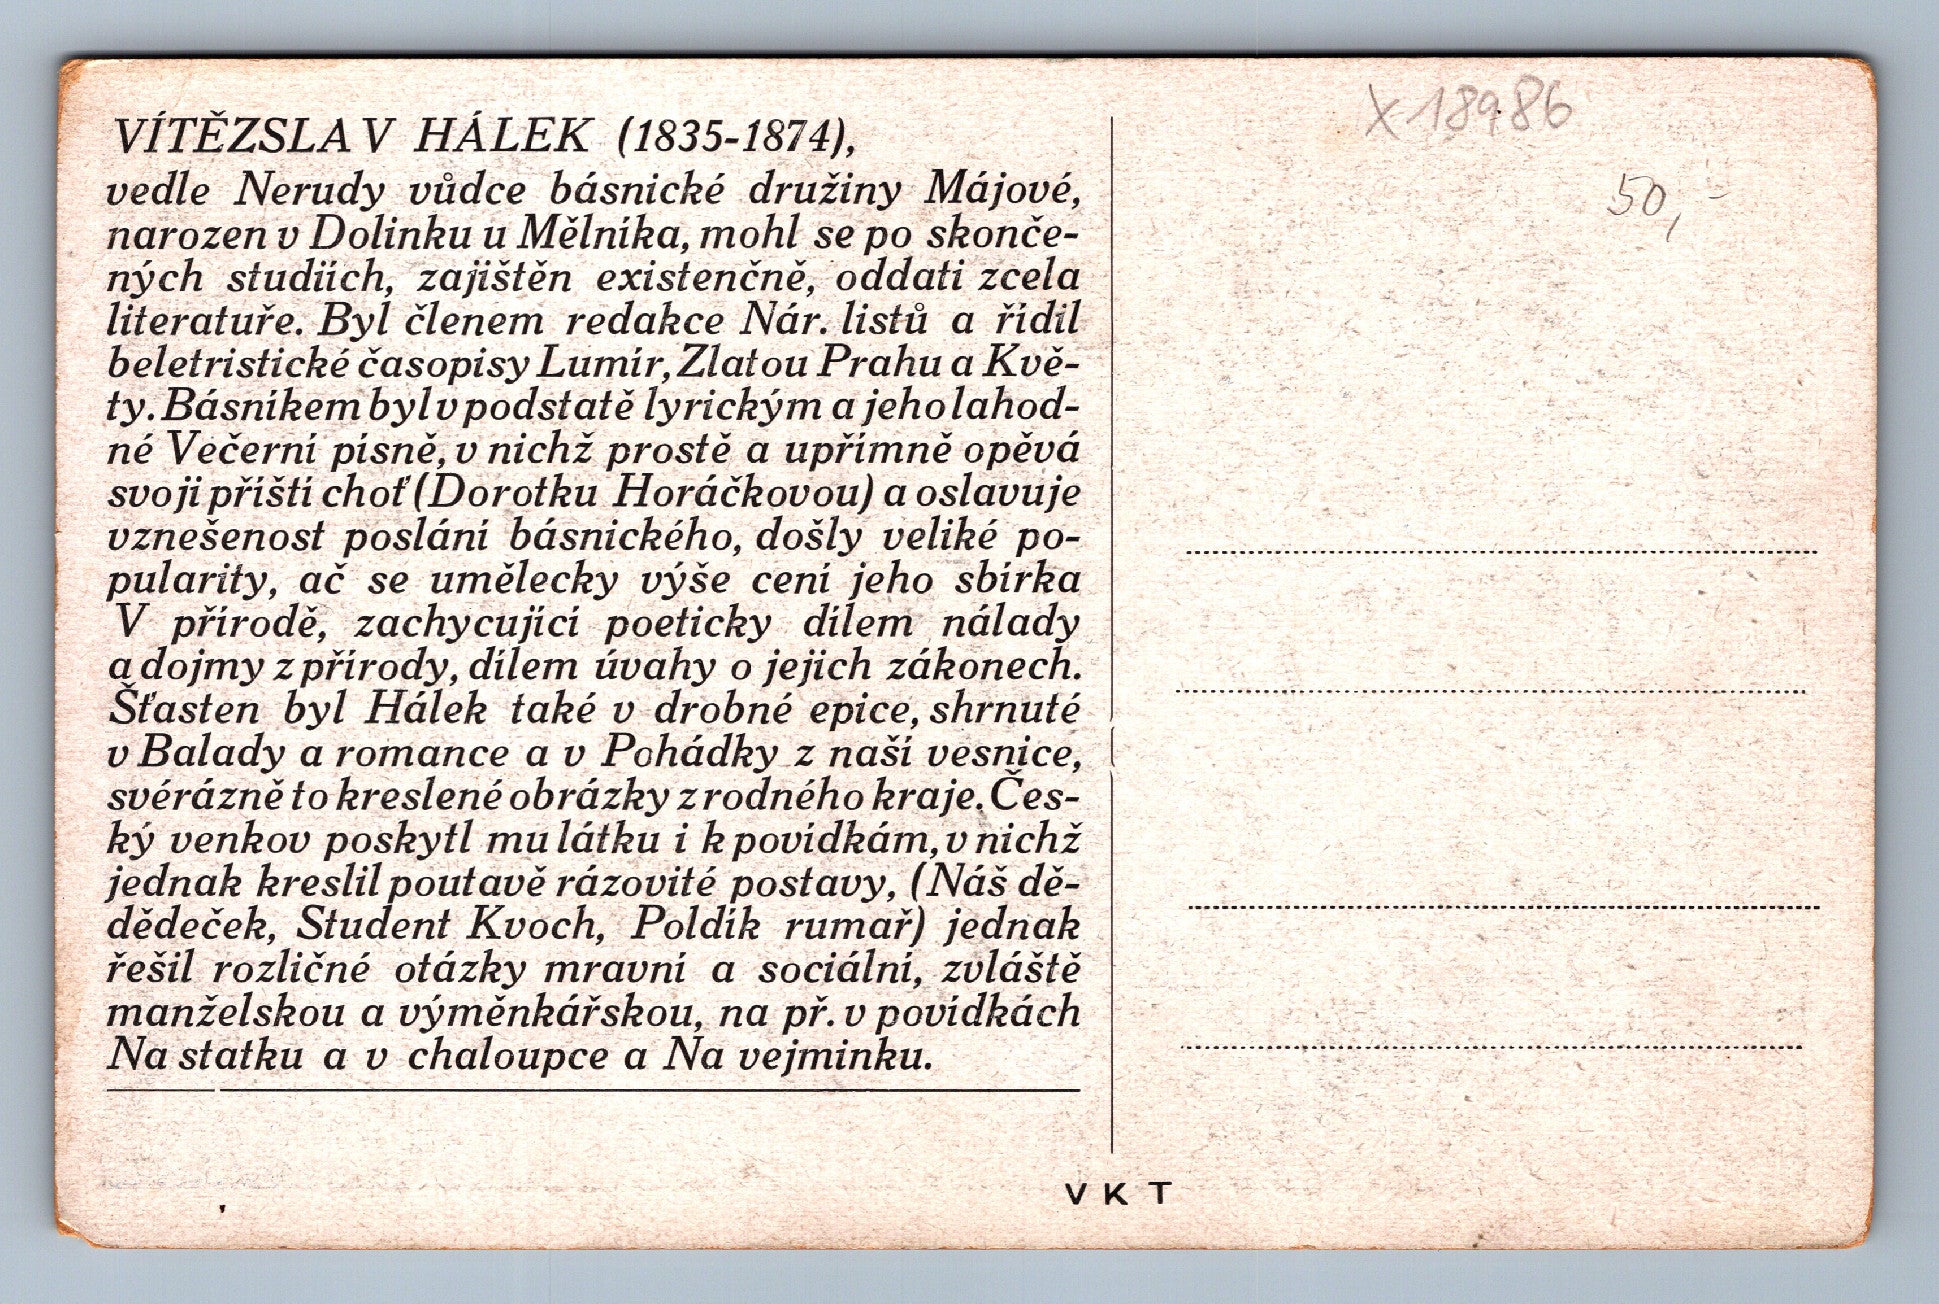 VÍTĚZSLAV HÁLEK (1835-1874),
vedle Nerudy vůdce básnické družiny Májové,
narozen v Dolinku u Mělníka, mohl se po skonče-
ných studiích, zajištěn existenčně, oddati zcela
literatuře. Byl členem redakce Nár. listů a řídil
beletristické časopisy Lumír, Zlatou Prahu a Kvě-
ty. Básníkem byl v podstatě lyrickým a jeho lahod-
né Večerní písně, v nichž prostě a upřímně opěvá
svoji příští choť (Dorotku Horáčkovou) a oslavuje
vznešenost poslání básnického, došly veliké po-
pularity, ač se umělecky výše cení jeho sbírka
V přírodě, zachycující poeticky dílem nálady
a dojmy z přírody, dílem úvahy o jejich zákonech.
Šťasten byl Hálek také v drobné epice, shrnuté
v Balady a romance a v Pohádky z naší vesnice,
svérázně to kreslené obrázky z rodného kraje. Čes-
ký venkov poskytl mu látku i k povídkám, v nichž
jednak kreslil poutavě rázovité postavy, (Náš dě-
dědeček, Student Kvoch, Poldík rumař) jednak
řešil rozličné otázky mravní a sociální, zvláště
manželskou a výměnkářskou, na př. v povídkách
Na statku a v chaloupce a Na vejminku.
X 18986
50,-
V K T